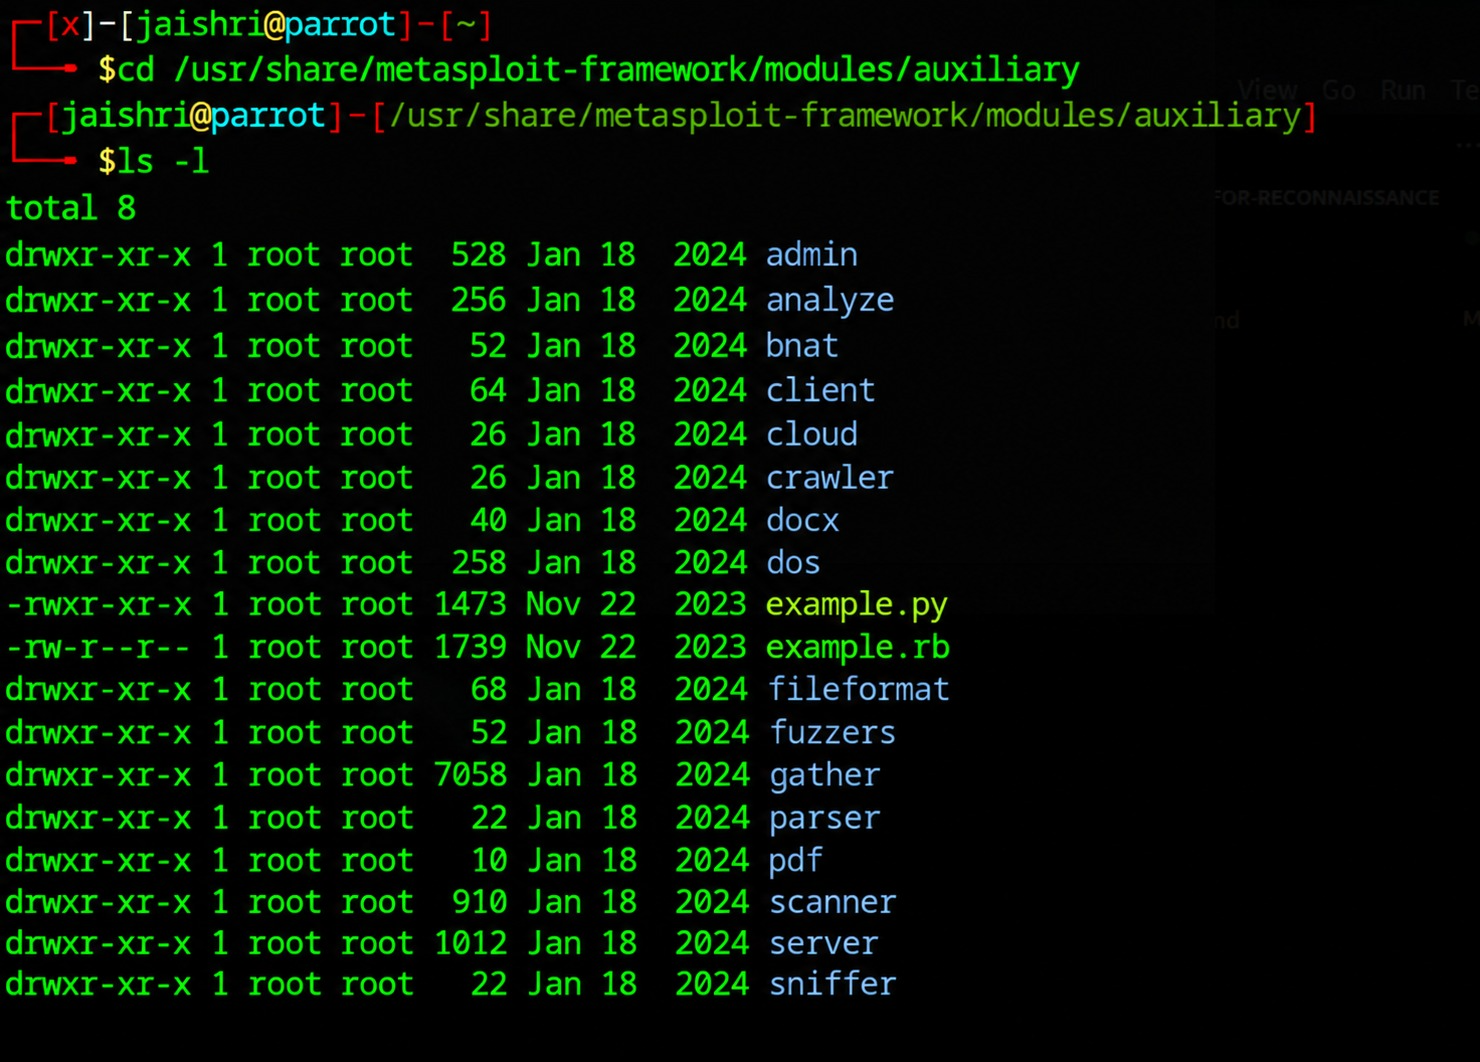 ┌─[x]─[jaishri@parrot]─[~]
└──╼ $cd /usr/share/metasploit-framework/modules/auxiliary
View Go Run
┌─[jaishri@parrot]─[/usr/share/metasploit-framework/modules/auxiliary]
└──╼ $ls -l
total 8
FOR-RECONNAISSANCE
drwxr-xr-x 1 root root  528 Jan 18  2024 admin
drwxr-xr-x 1 root root  256 Jan 18  2024 analyze
drwxr-xr-x 1 root root   52 Jan 18  2024 bnat
drwxr-xr-x 1 root root   64 Jan 18  2024 client
drwxr-xr-x 1 root root   26 Jan 18  2024 cloud
drwxr-xr-x 1 root root   26 Jan 18  2024 crawler
drwxr-xr-x 1 root root   40 Jan 18  2024 docx
drwxr-xr-x 1 root root  258 Jan 18  2024 dos
-rwxr-xr-x 1 root root 1473 Nov 22  2023 example.py
-rw-r--r-- 1 root root 1739 Nov 22  2023 example.rb
drwxr-xr-x 1 root root   68 Jan 18  2024 fileformat
drwxr-xr-x 1 root root   52 Jan 18  2024 fuzzers
drwxr-xr-x 1 root root 7058 Jan 18  2024 gather
drwxr-xr-x 1 root root   22 Jan 18  2024 parser
drwxr-xr-x 1 root root   10 Jan 18  2024 pdf
drwxr-xr-x 1 root root  910 Jan 18  2024 scanner
drwxr-xr-x 1 root root 1012 Jan 18  2024 server
drwxr-xr-x 1 root root   22 Jan 18  2024 sniffer